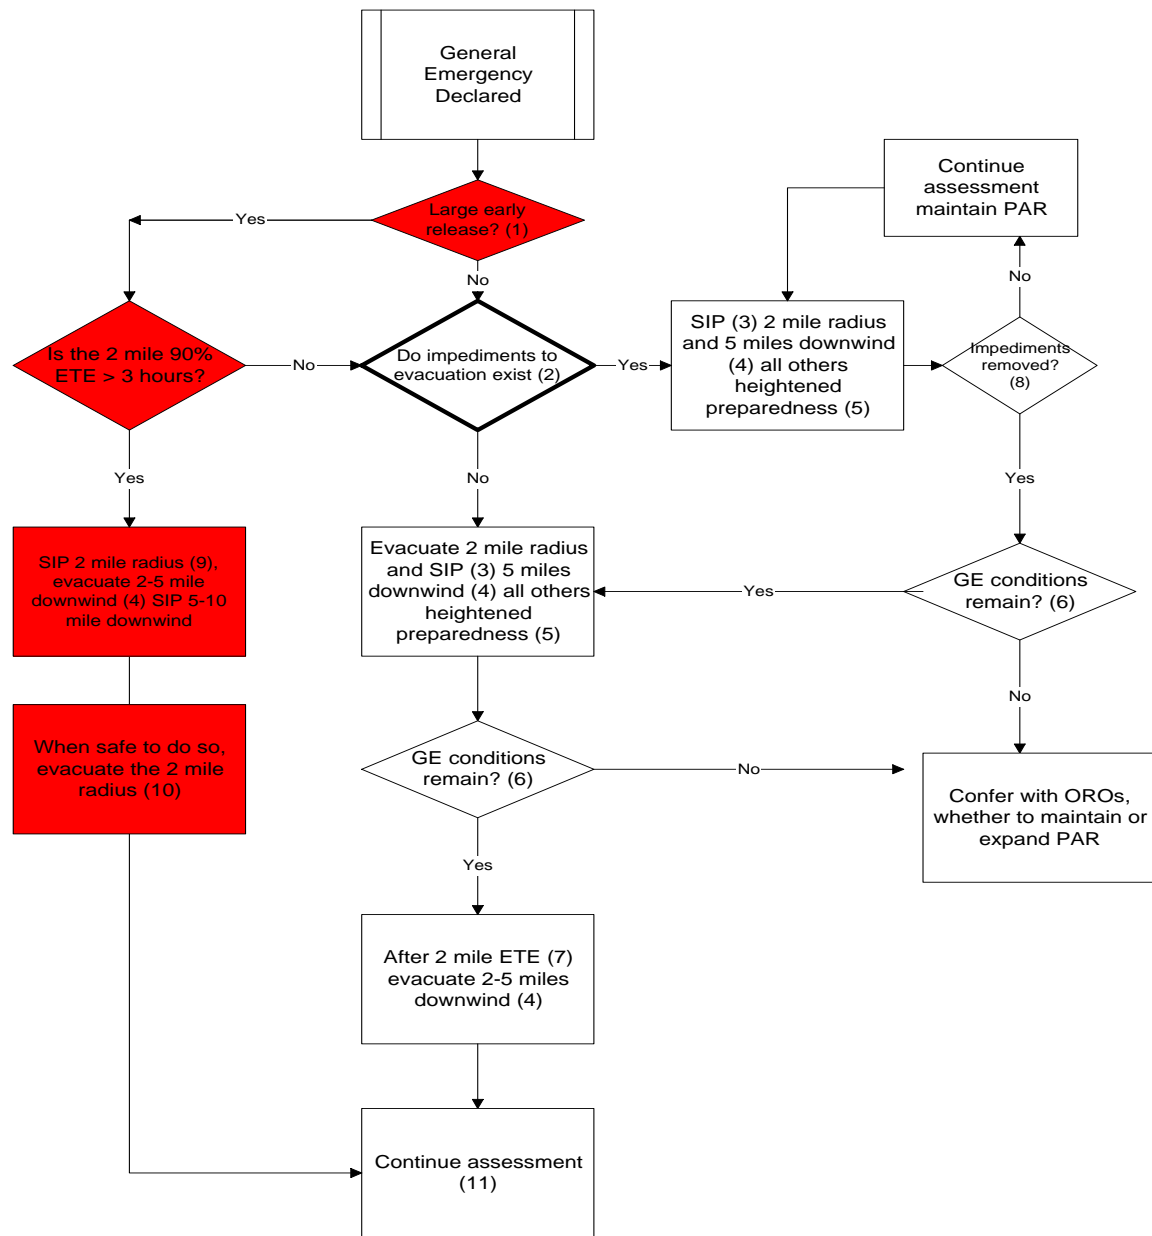 General
Emergency
Declared
Large early
release? (1)
Yes
No
Is the 2 mile 90%
ETE > 3 hours?
No
Yes
Do impediments to
evacuation exist (2)
Yes
No
SIP (3) 2 mile radius
and 5 miles downwind
(4) all others
heightened
preparedness (5)
Continue
assessment
maintain PAR
No
Impediments
removed?
(8)
Yes
SIP 2 mile radius (9),
evacuate 2-5 mile
downwind (4) SIP 5-10
mile downwind
Evacuate 2 mile radius
and SIP (3) 5 miles
downwind (4) all others
heightened
preparedness (5)
Yes
GE conditions
remain? (6)
No
When safe to do so,
evacuate the 2 mile
radius (10)
GE conditions
remain? (6)
No
Yes
Confer with OROs,
whether to maintain or
expand PAR
After 2 mile ETE (7)
evacuate 2-5 miles
downwind (4)
Continue assessment
(11)